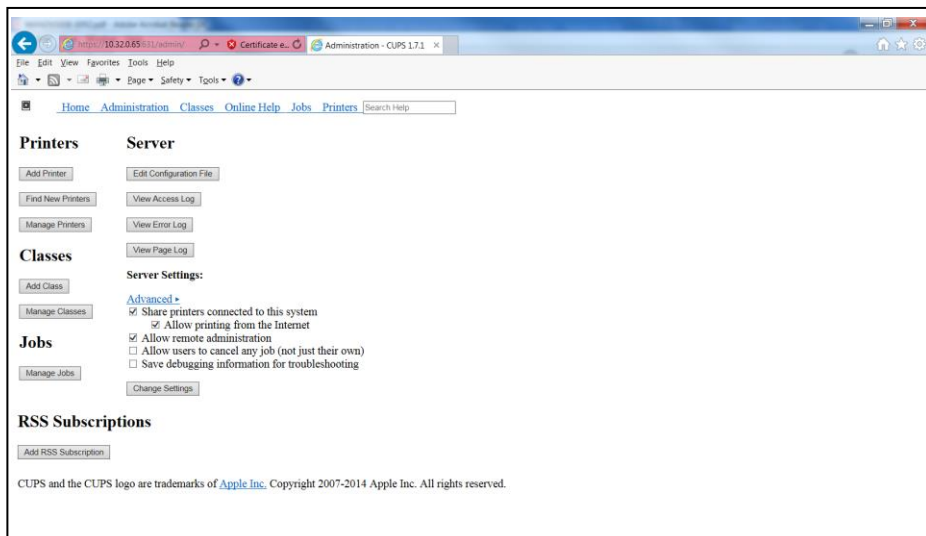 https://10.32.0.65:631/admin/ Certificate e... Administration - CUPS 1.7.1
File Edit View Favorites Tools Help
Page Safety Tools
Home Administration Classes Online Help Jobs Printers Search Help
Printers
Add Printer
Find New Printers
Manage Printers
Classes
Add Class
Manage Classes
Jobs
Manage Jobs
Server
Edit Configuration File
View Access Log
View Error Log
View Page Log
Server Settings:
Advanced
Share printers connected to this system
Allow printing from the Internet
Allow remote administration
Allow users to cancel any job (not just their own)
Save debugging information for troubleshooting
Change Settings
RSS Subscriptions
Add RSS Subscription
CUPS and the CUPS logo are trademarks of Apple Inc. Copyright 2007-2014 Apple Inc. All rights reserved.